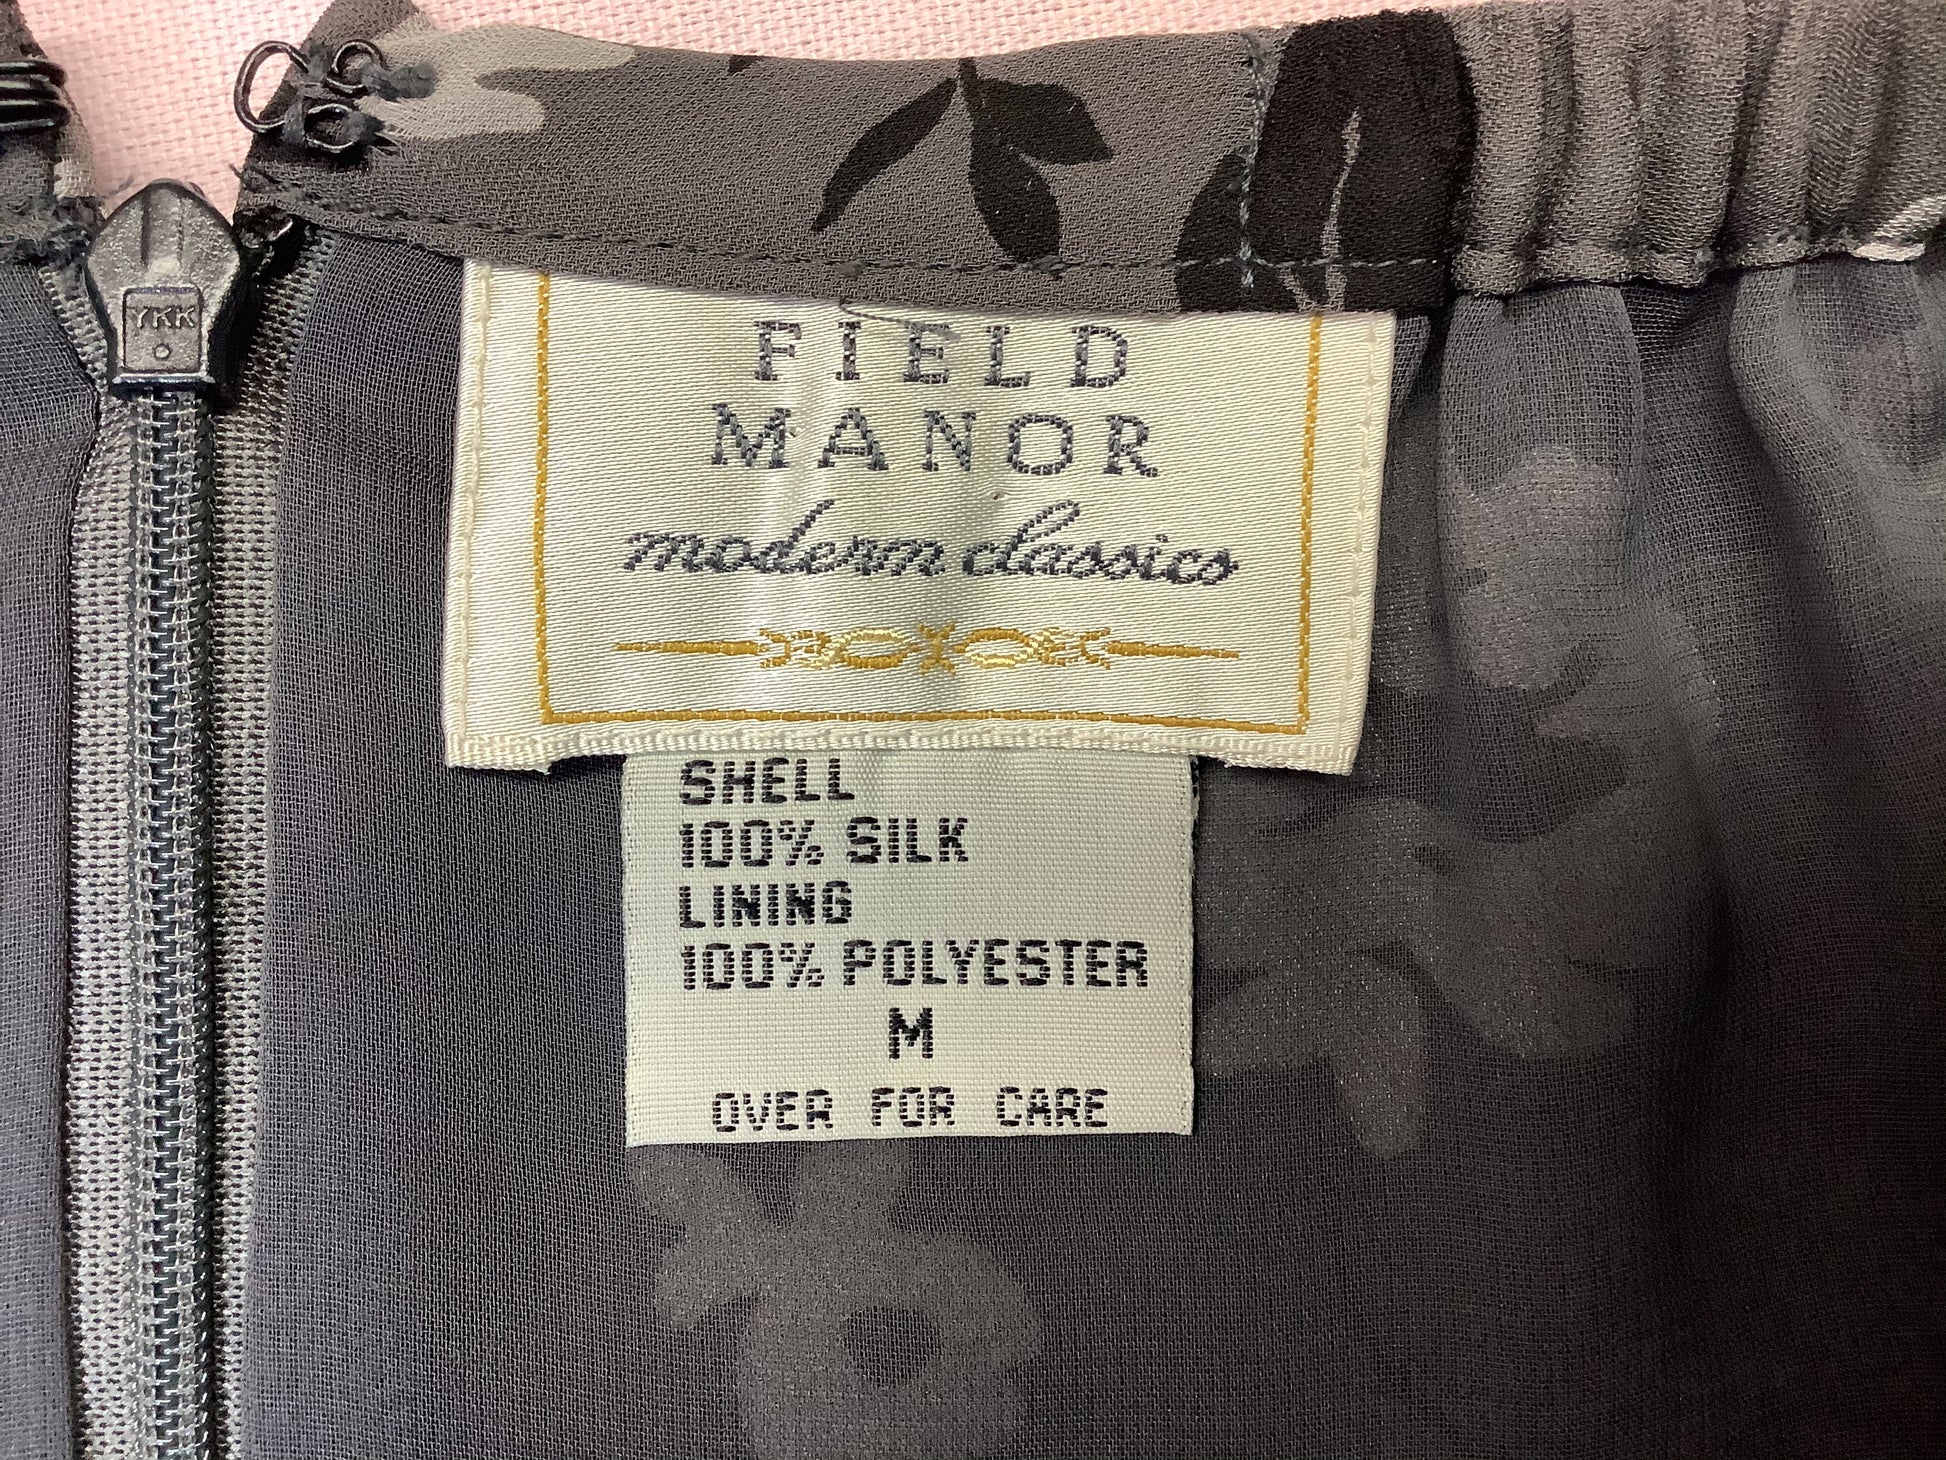 YKK
FIELD
MANOR
modern classics
SHELL
100% SILK
LINING
100% POLYESTER
M
OVER FOR CARE